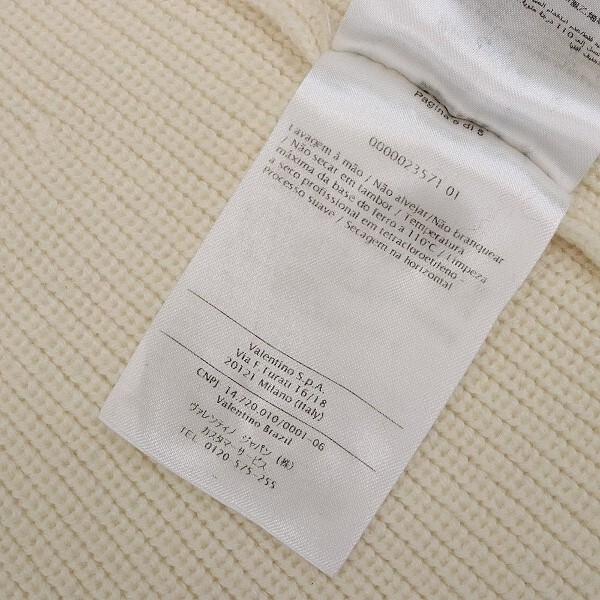 Pagina 6 di 8
0000023571 01
Lavagem à mão / Não alvejar/Não branquear
/ Não secar em tambor / Temperatura
máxima da base do ferro a 110°C / Limpeza
a seco profissional em tetracloroetileno -
processo suave / Secagem na horizontal
Valentino S.p.A.
Via F. Turati 16/18
20121 Milano (Italy)
CNPJ. 14.720.010/0001-06
Valentino Brazil
ヴァレンティノ ジャパン (株)
カスタマーサービス
TEL 0120 575-255